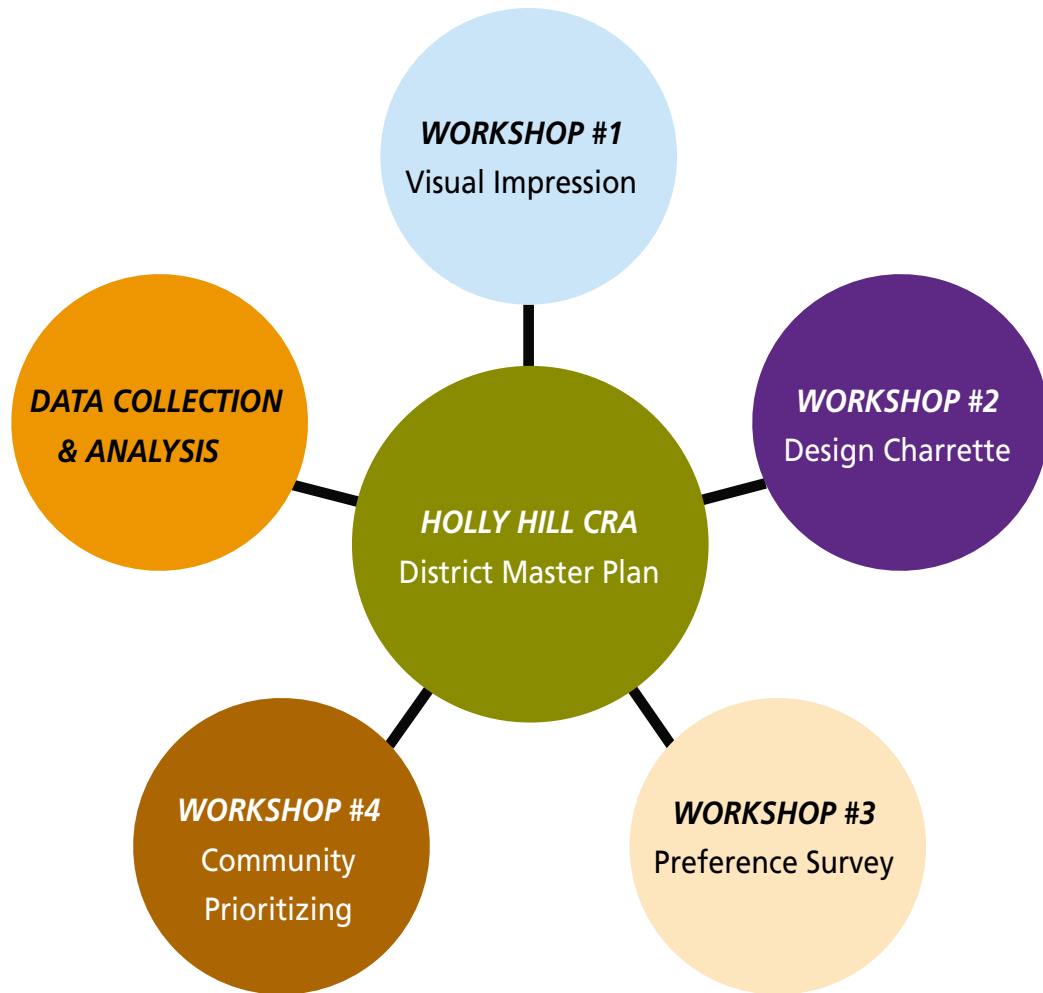 WORKSHOP #1
Visual Impression
WORKSHOP #2
Design Charrette
DATA COLLECTION
& ANALYSIS
HOLLY HILL CRA
District Master Plan
WORKSHOP #3
Preference Survey
WORKSHOP #4
Community
Prioritizing